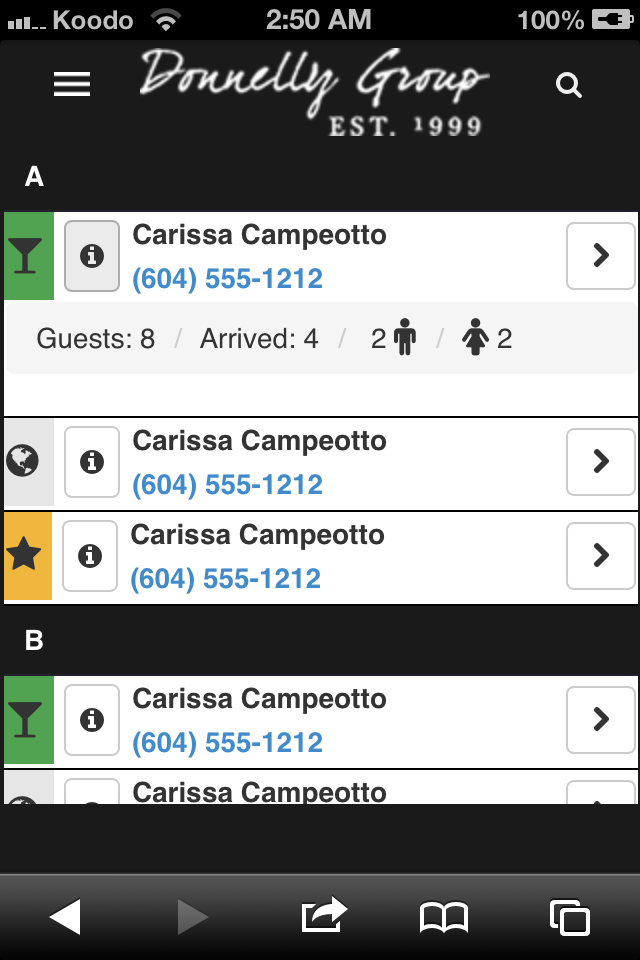 Koodo 2:50 AM 100%
Donnelly Group
EST. 1999
A
Carissa Campeotto
(604) 555-1212
Guests: 8 / Arrived: 4 / 2 / 2
Carissa Campeotto
(604) 555-1212
Carissa Campeotto
(604) 555-1212
B
Carissa Campeotto
(604) 555-1212
Carissa Campeotto